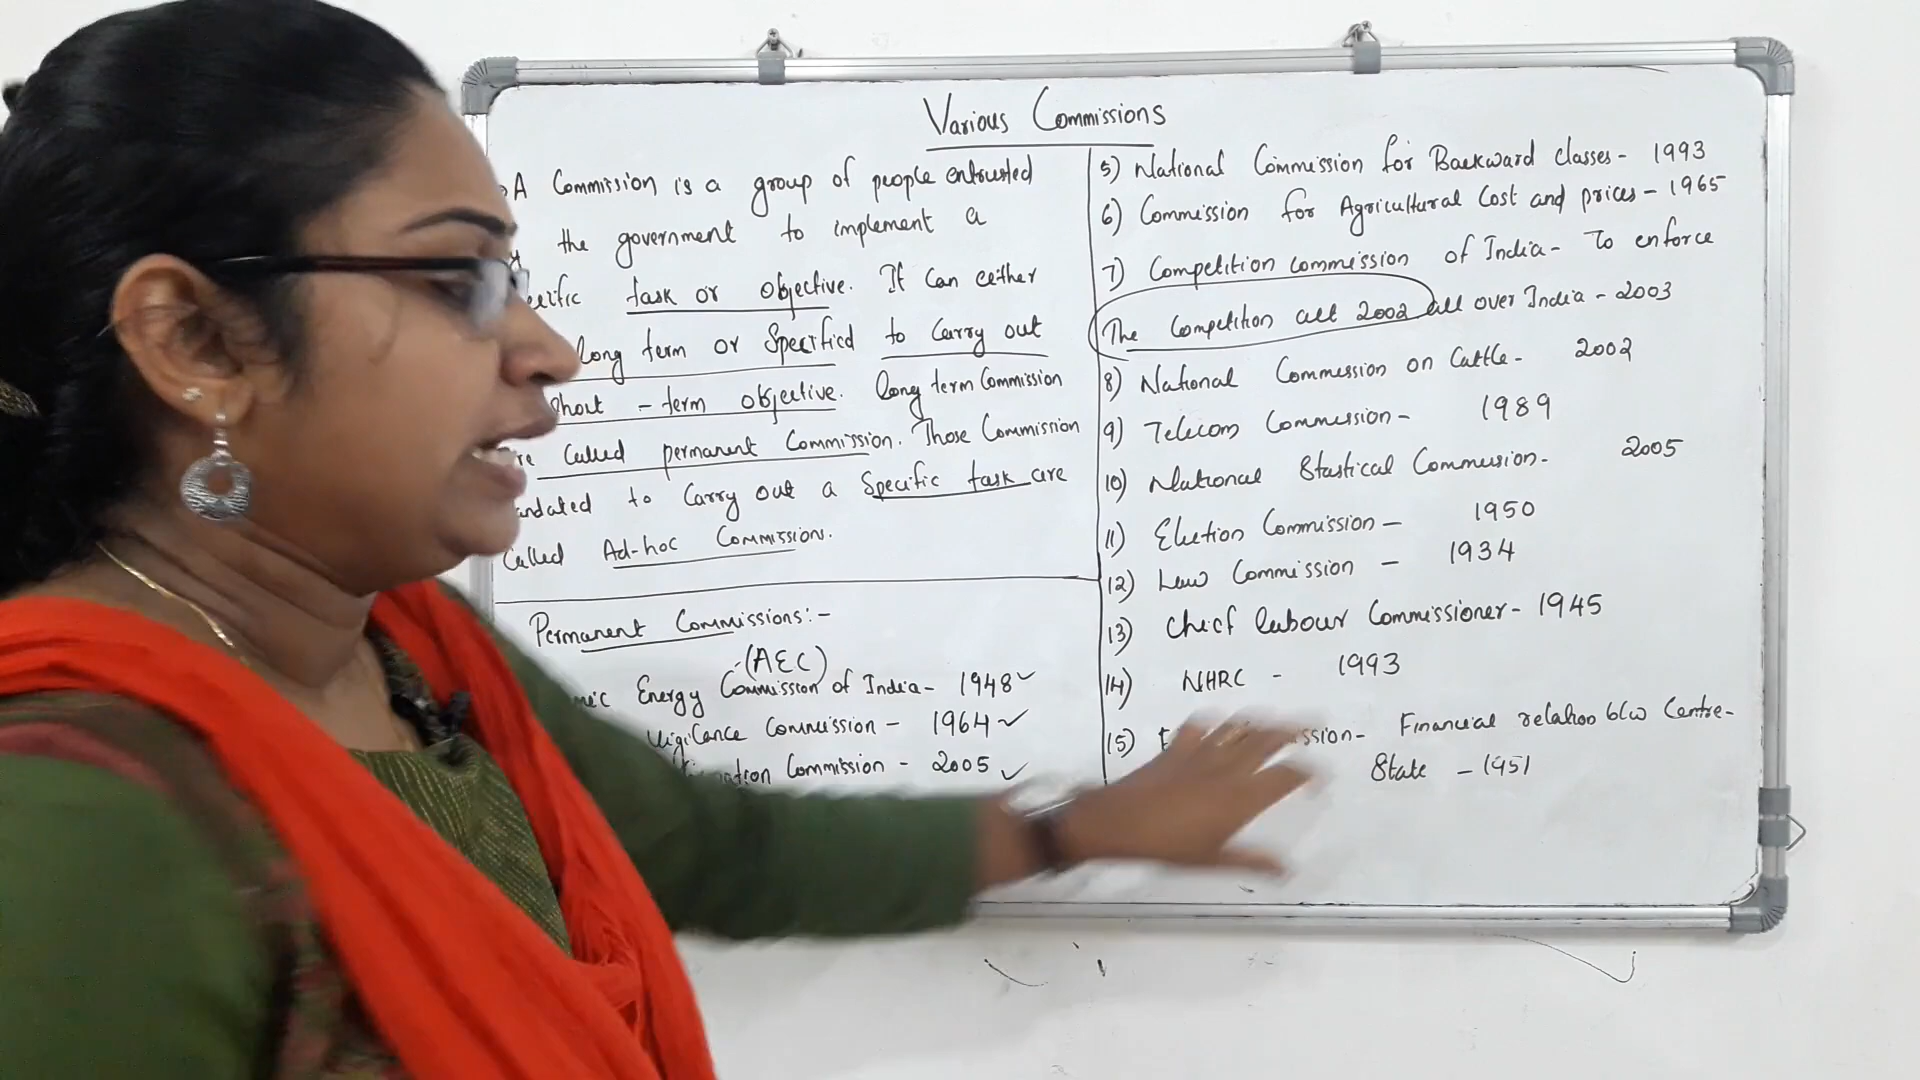 Various Commissions
A Commission is a group of people entrusted
the government to implement a
task or objective. It Can either
long term or Specified to Carry out
Short - term objective. long term Commission
Called permanent Commission. Those Commission
to Carry out a Specific task are
Called Ad-hoc Commission.
Permanent Commissions:-
(AEC)
Energy Commission of India - 1948 ✓
Vigilance Commission - 1964 ✓
Commission - 2005 ✓
5) National Commission for Backward classes - 1993
6) Commission for Agricultural Cost and prices - 1965
7) Competition commission of India - To enforce
The Competition act 2002 all over India - 2003
8) National Commission on Cattle - 2002
9) Telecom Commission - 1989
10) National Stastical Commission - 2005
11) Election Commission - 1950
12) Law Commission - 1934
13) Chief labour Commissioner - 1945
14) NHRC - 1993
15) Financial relation b/w Centre-
State - 1951